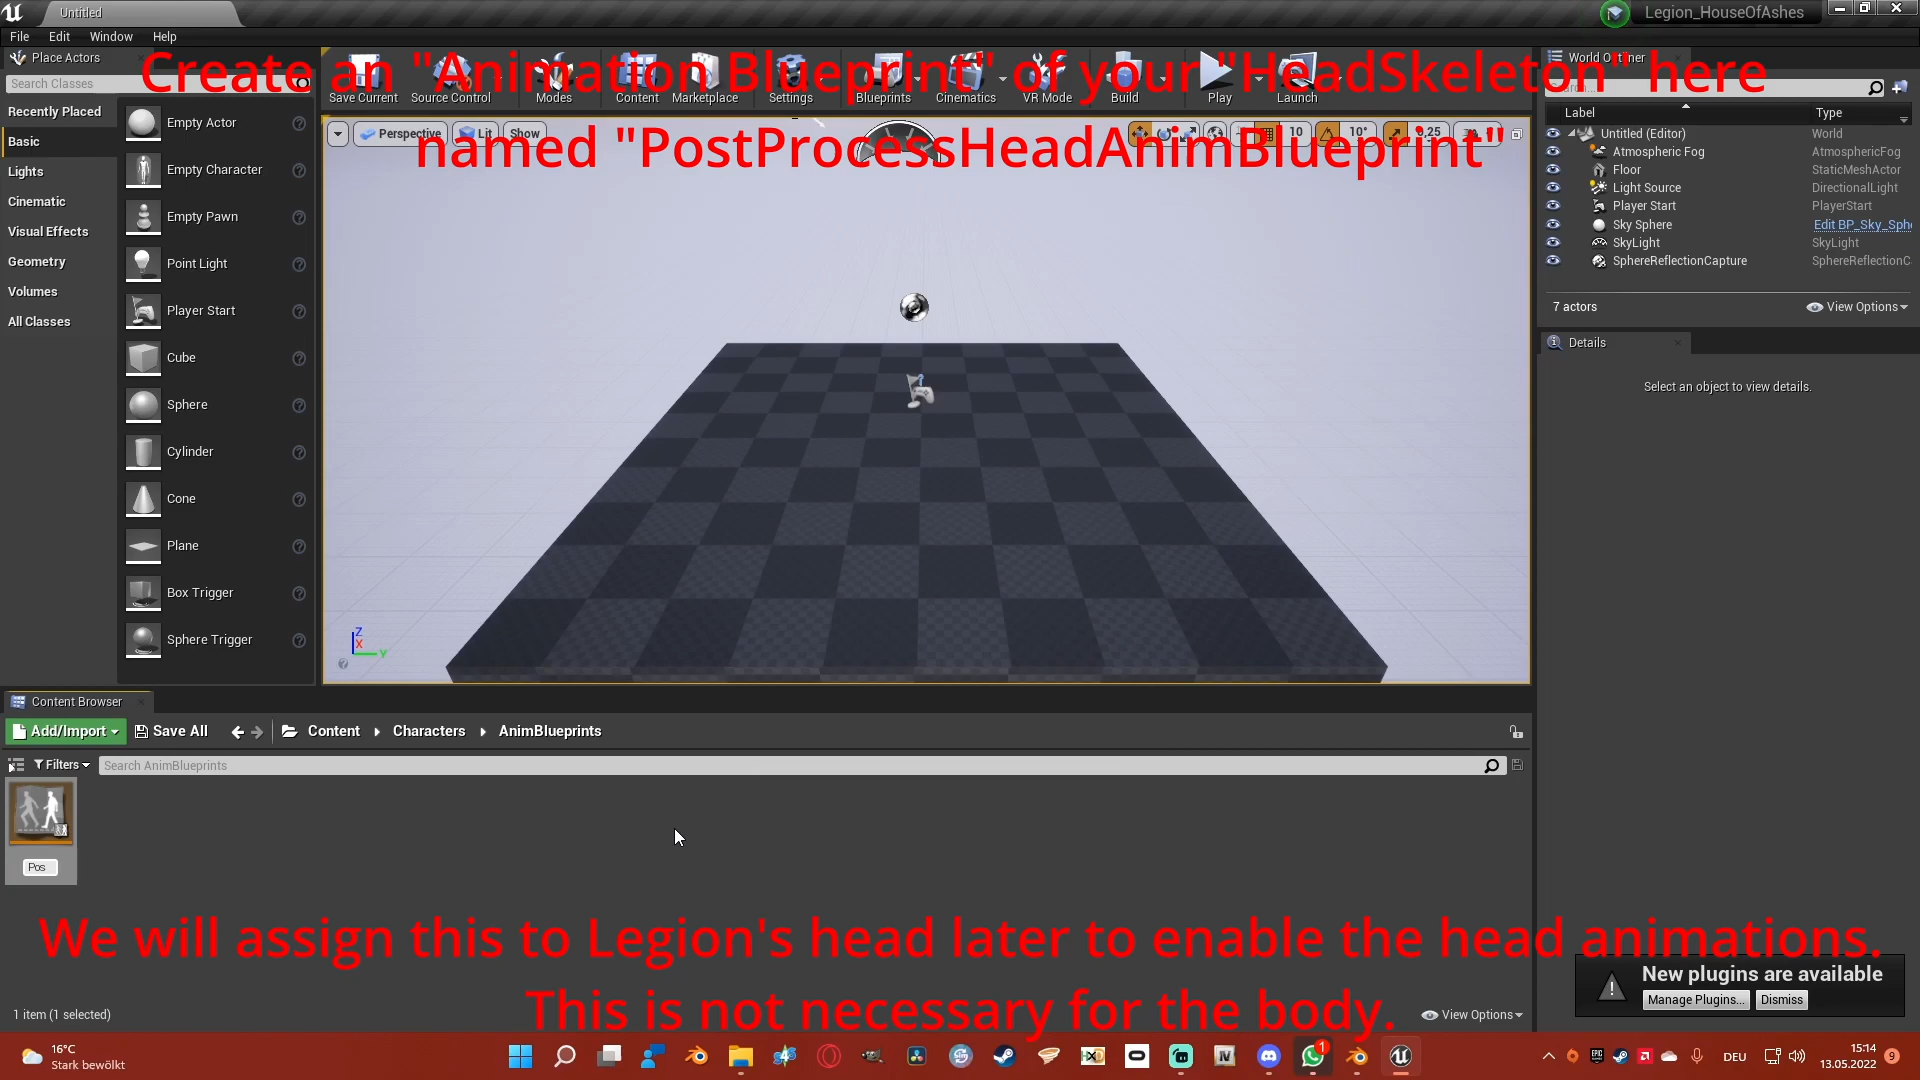 Untitled
Legion_HouseOfAshes
File Edit Window Help
Create an "Animation Blueprint" of your "HeadSkeleton" here
named "PostProcessHeadAnimBlueprint"
Place Actors
Search Classes
Recently Placed
Basic
Lights
Cinematic
Visual Effects
Geometry
Volumes
All Classes
Empty Actor
Empty Character
Empty Pawn
Point Light
Player Start
Cube
Sphere
Cylinder
Cone
Plane
Box Trigger
Sphere Trigger
Save Current
Source Control
Modes
Content
Marketplace
Settings
Blueprints
Cinematics
VR Mode
Build
Play
Launch
Perspective
Lit
Show
10
10°
0,25
Z
X
Y
World Outliner
Label Type
Untitled (Editor) World
Atmospheric Fog AtmosphericFog
Floor StaticMeshActor
Light Source DirectionalLight
Player Start PlayerStart
Sky Sphere Edit BP_Sky_Sph
SkyLight SkyLight
SphereReflectionCapture SphereReflectionC
7 actors
View Options
Details
Select an object to view details.
Content Browser
Add/Import
Save All
Content
Characters
AnimBlueprints
Filters
Search AnimBlueprints
Pos
We will assign this to Legion's head later to enable the head animations.
This is not necessary for the body.
1 item (1 selected)
View Options
New plugins are available
Manage Plugins...
Dismiss
16°C
Stark bewölkt
1
DEU
15:14
13.05.2022
9